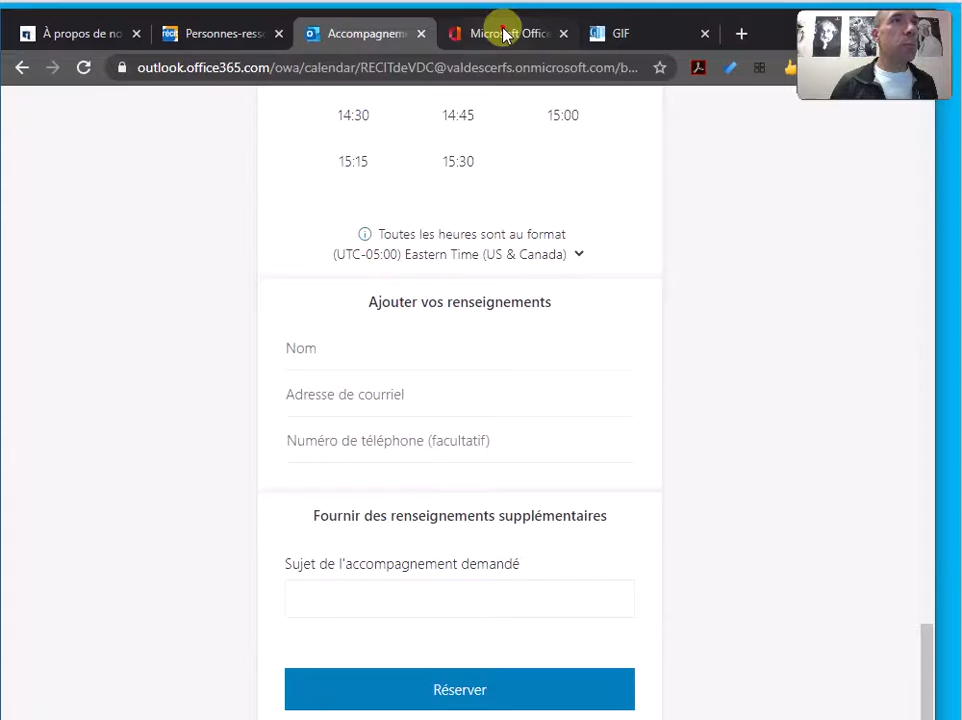 À propos de no
Personnes-ress
Accompagnem
Microsoft Office
GIF
outlook.office365.com/owa/calendar/RECITdeVDC@valdescerfs.onmicrosoft.com/b...
14:30 14:45 15:00
15:15 15:30
Toutes les heures sont au format
(UTC-05:00) Eastern Time (US & Canada)
Ajouter vos renseignements
Nom
Adresse de courriel
Numéro de téléphone (facultatif)
Fournir des renseignements supplémentaires
Sujet de l'accompagnement demandé
Réserver